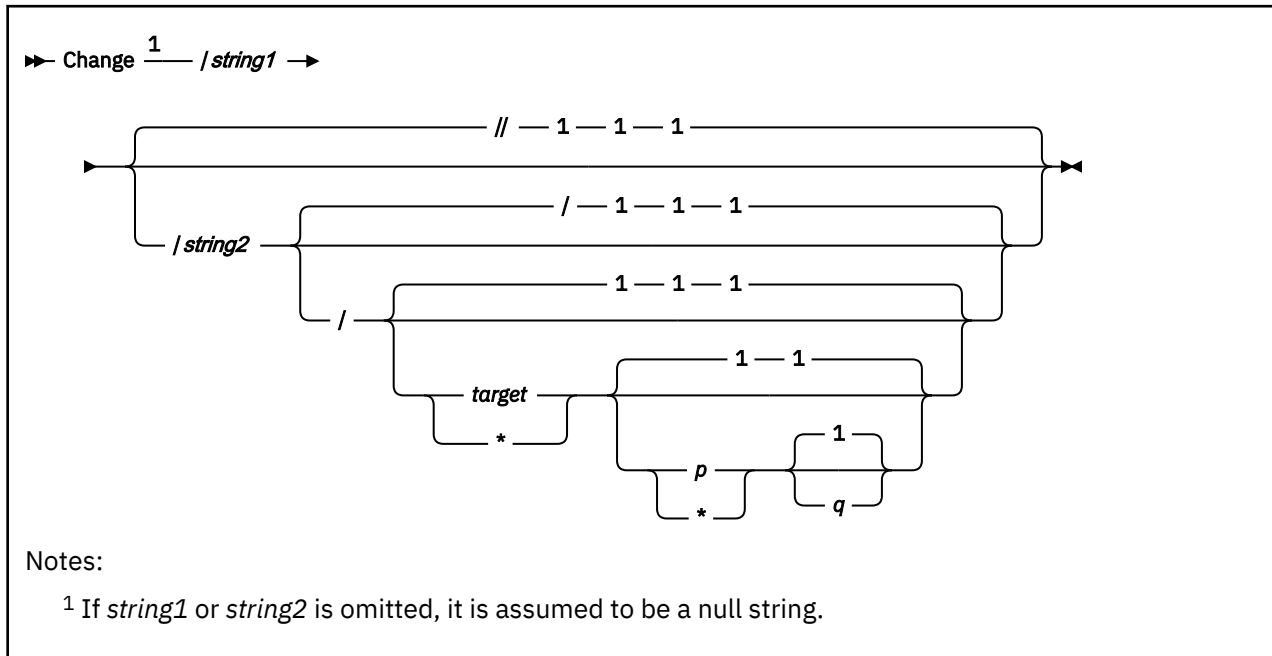 Change 1 /string1
// 1 1 1
/ 1 1 1
/string2
1 1 1
/
1 1
target
*
1
p
*
q
Notes:
1 If string1 or string2 is omitted, it is assumed to be a null string.